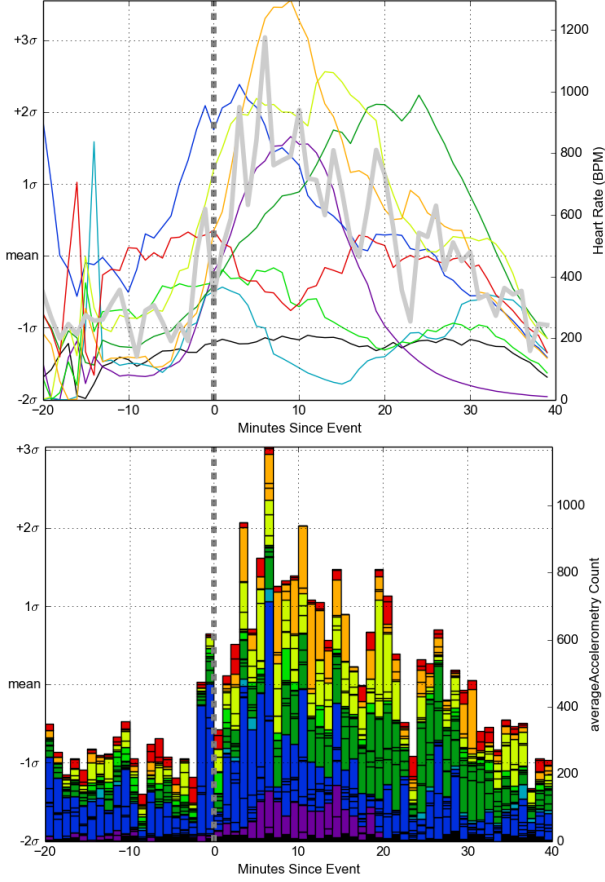 +3σ
+2σ
1σ
mean
-1σ
-2σ
1200
1000
800
600
400
200
0
Heart Rate (BPM)
−20 −10 0 10 20 30 40
Minutes Since Event
+3σ
+2σ
1σ
mean
-1σ
-2σ
1000
800
600
400
200
0
averageAccelerometry Count
−20 −10 0 10 20 30 40
Minutes Since Event